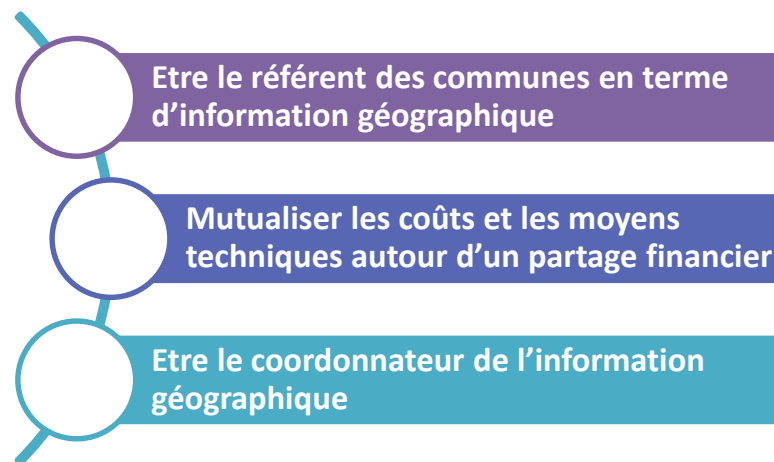 Etre le référent des communes en terme
d’information géographique
Mutualiser les coûts et les moyens
techniques autour d’un partage financier
Etre le coordonnateur de l’information
géographique